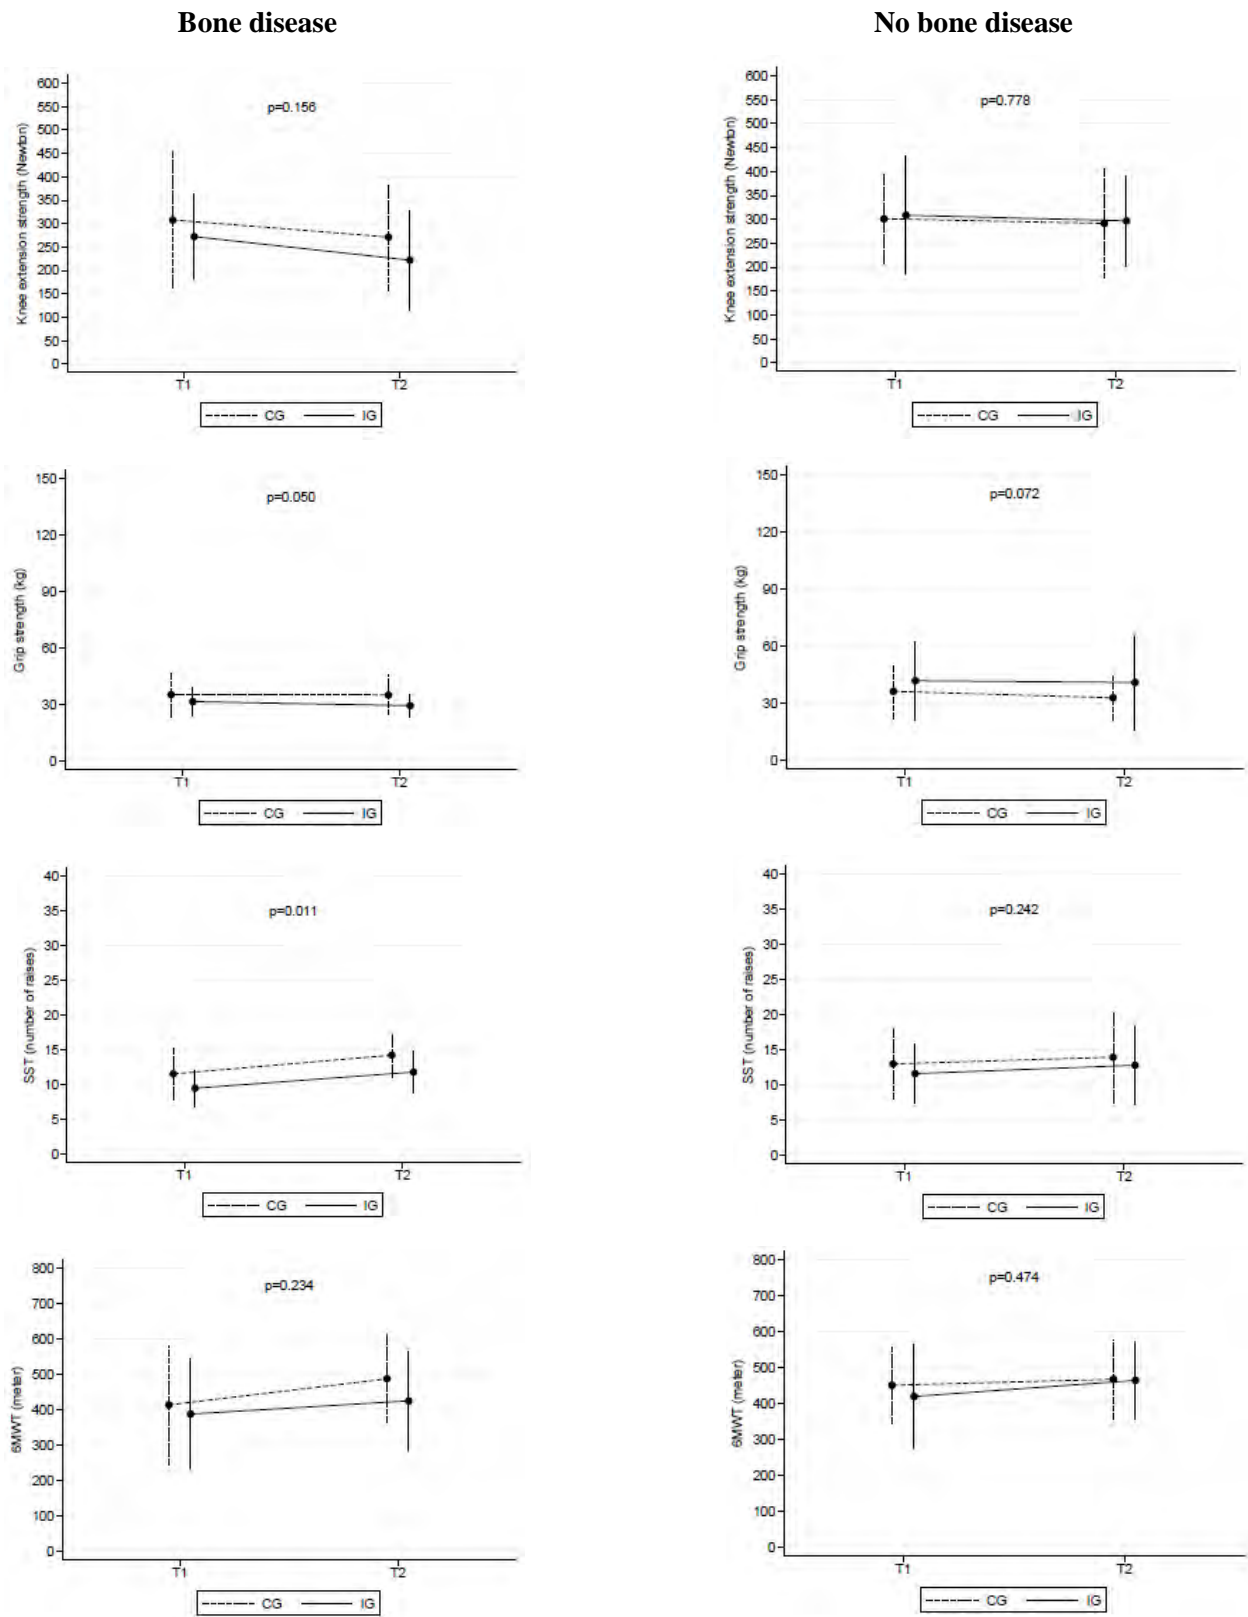 Bone disease
No bone disease
Knee extension strength (Newton)
600
550
500
450
400
350
300
250
200
150
100
50
0
p=0.156
T1
T2
CG
IG
Knee extension strength (Newton)
600
550
500
450
400
350
300
250
200
150
100
50
0
p=0.778
T1
T2
CG
IG
Grip strength (kg)
150
120
90
60
30
0
p=0.050
T1
T2
CG
IG
Grip strength (kg)
150
120
90
60
30
0
p=0.072
T1
T2
CG
IG
SST (number of raises)
40
35
30
25
20
15
10
5
0
p=0.011
T1
T2
CG
IG
SST (number of raises)
40
35
30
25
20
15
10
5
0
p=0.242
T1
T2
CG
IG
6MWT (meter)
800
700
600
500
400
300
200
100
0
p=0.234
T1
T2
CG
IG
6MWT (meter)
800
700
600
500
400
300
200
100
0
p=0.474
T1
T2
CG
IG